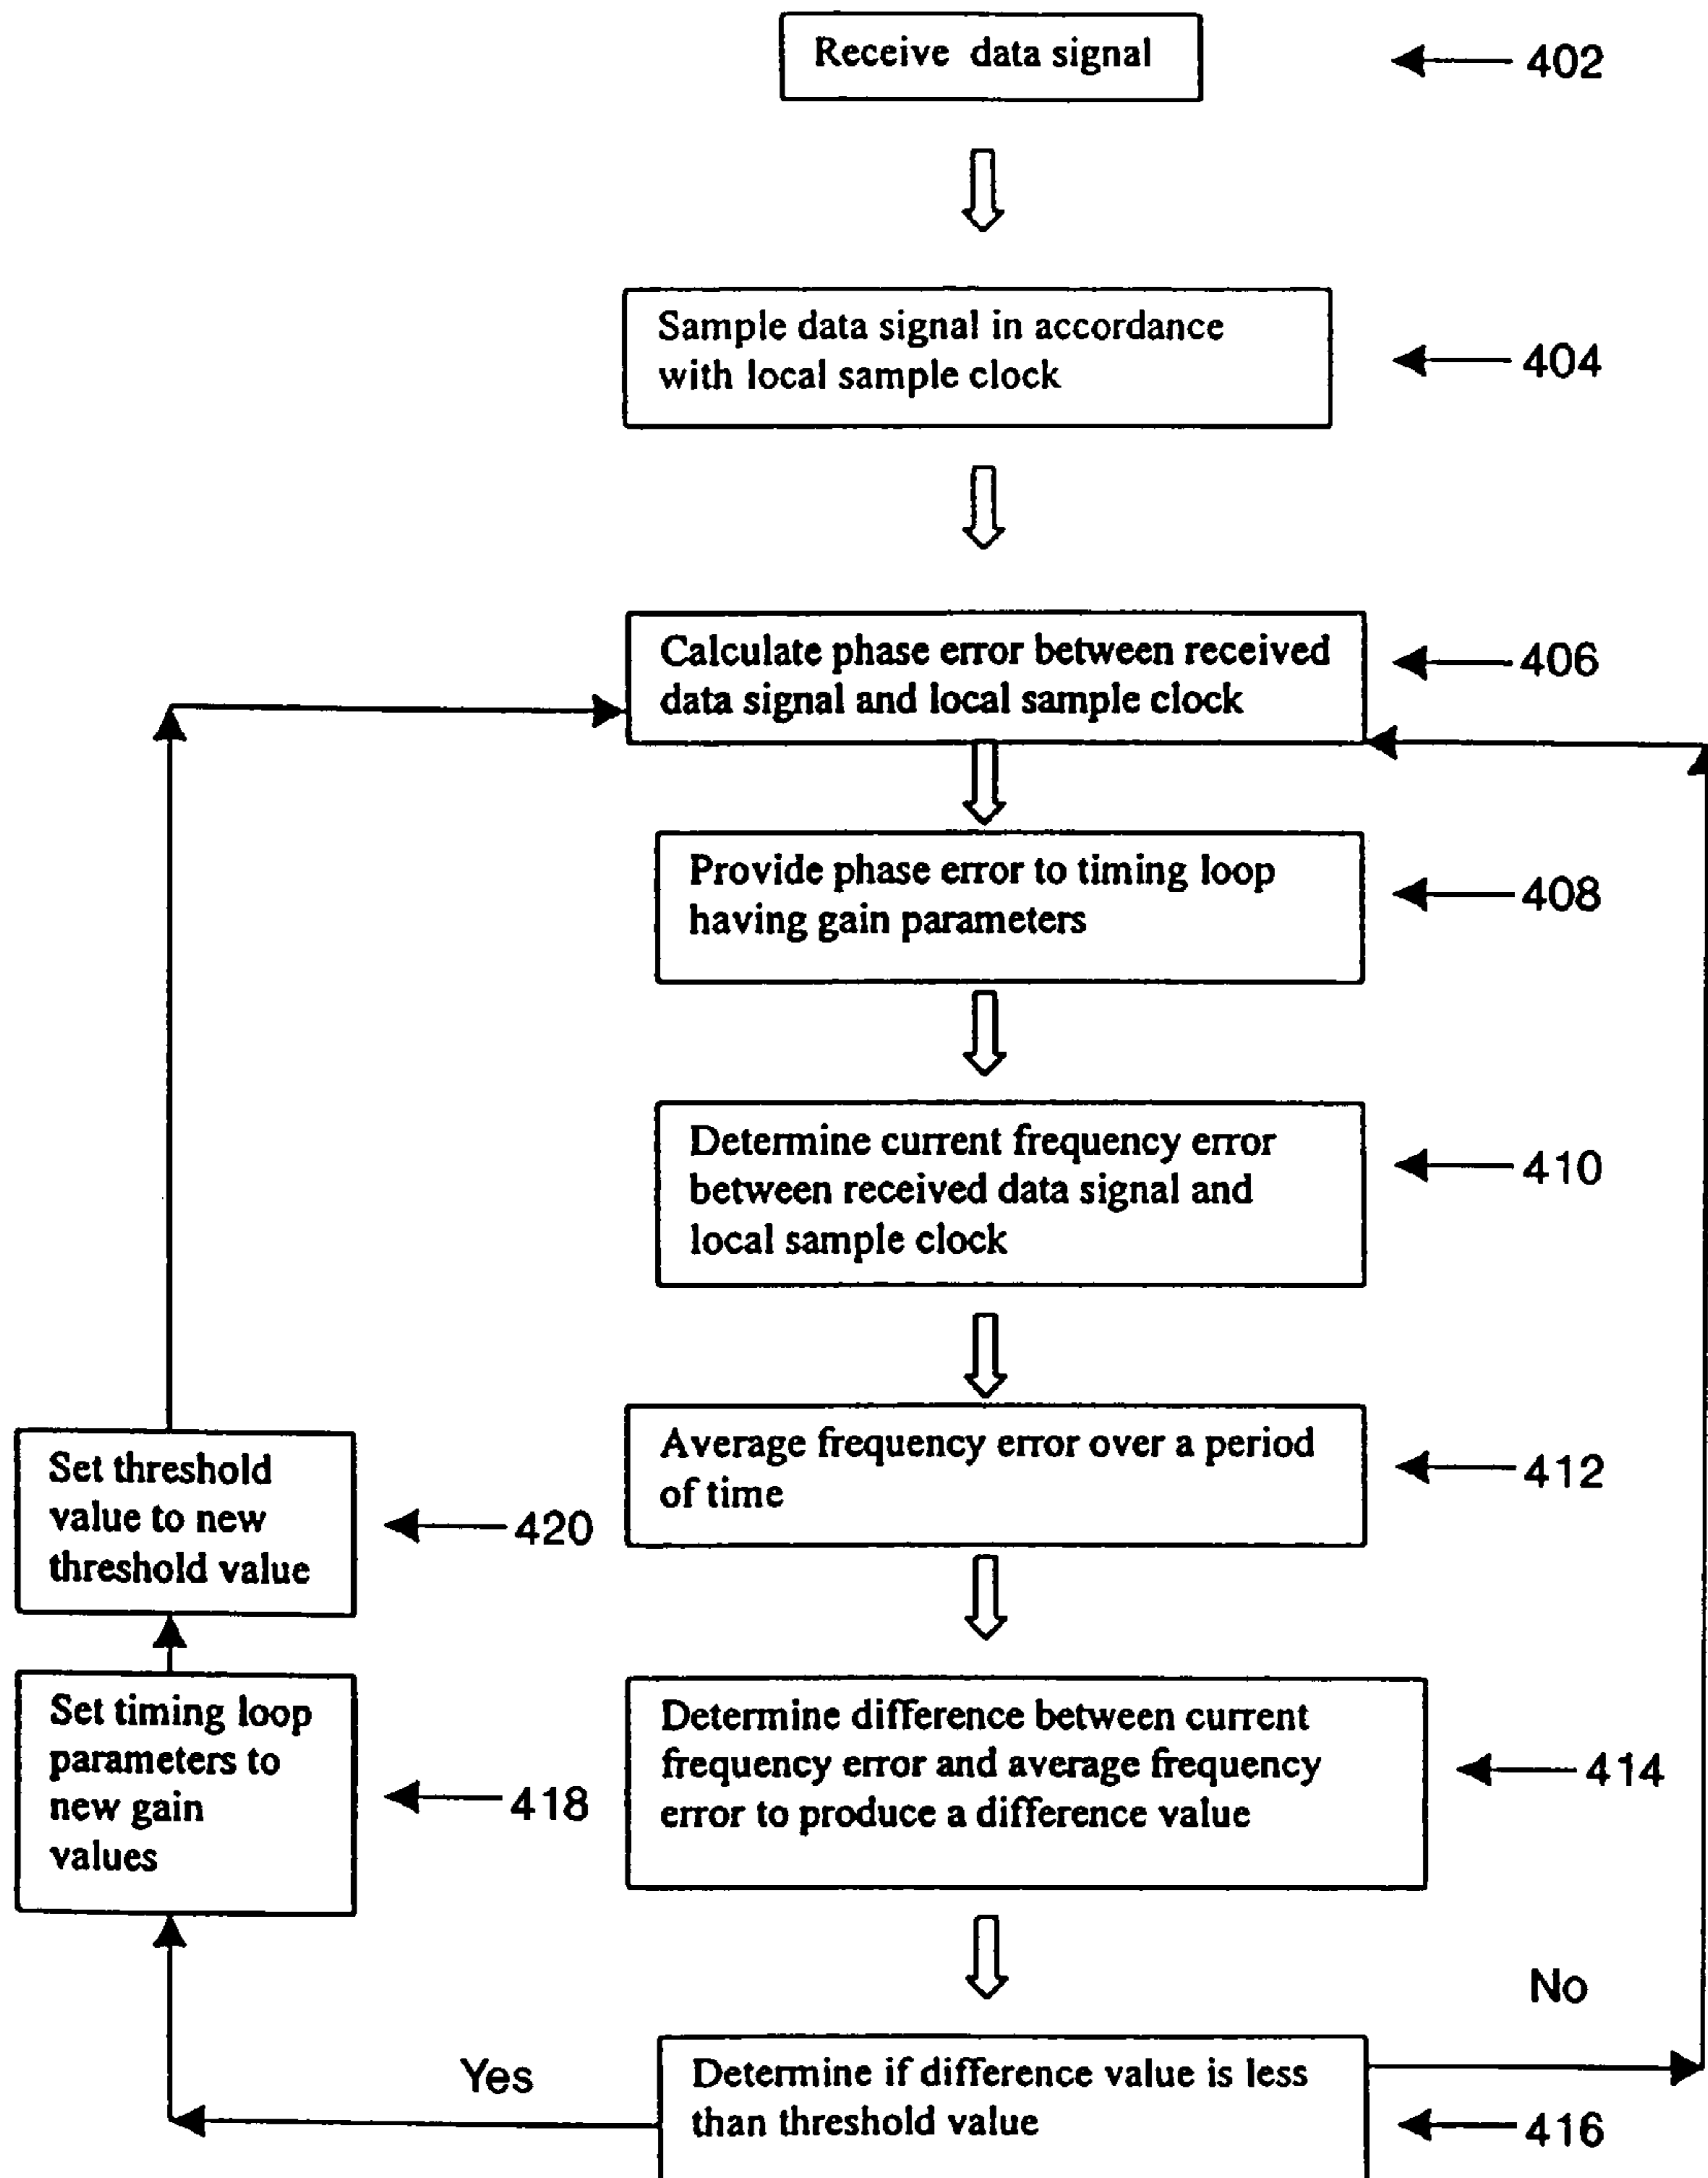 Receive data signal
402
Sample data signal in accordance
with local sample clock
404
Calculate phase error between received
data signal and local sample clock
406
Provide phase error to timing loop
having gain parameters
408
Determine current frequency error
between received data signal and
local sample clock
410
Average frequency error over a period
of time
412
Set threshold
value to new
threshold value
420
Determine difference between current
frequency error and average frequency
error to produce a difference value
414
Set timing loop
parameters to
new gain
values
418
No
Yes
Determine if difference value is less
than threshold value
416